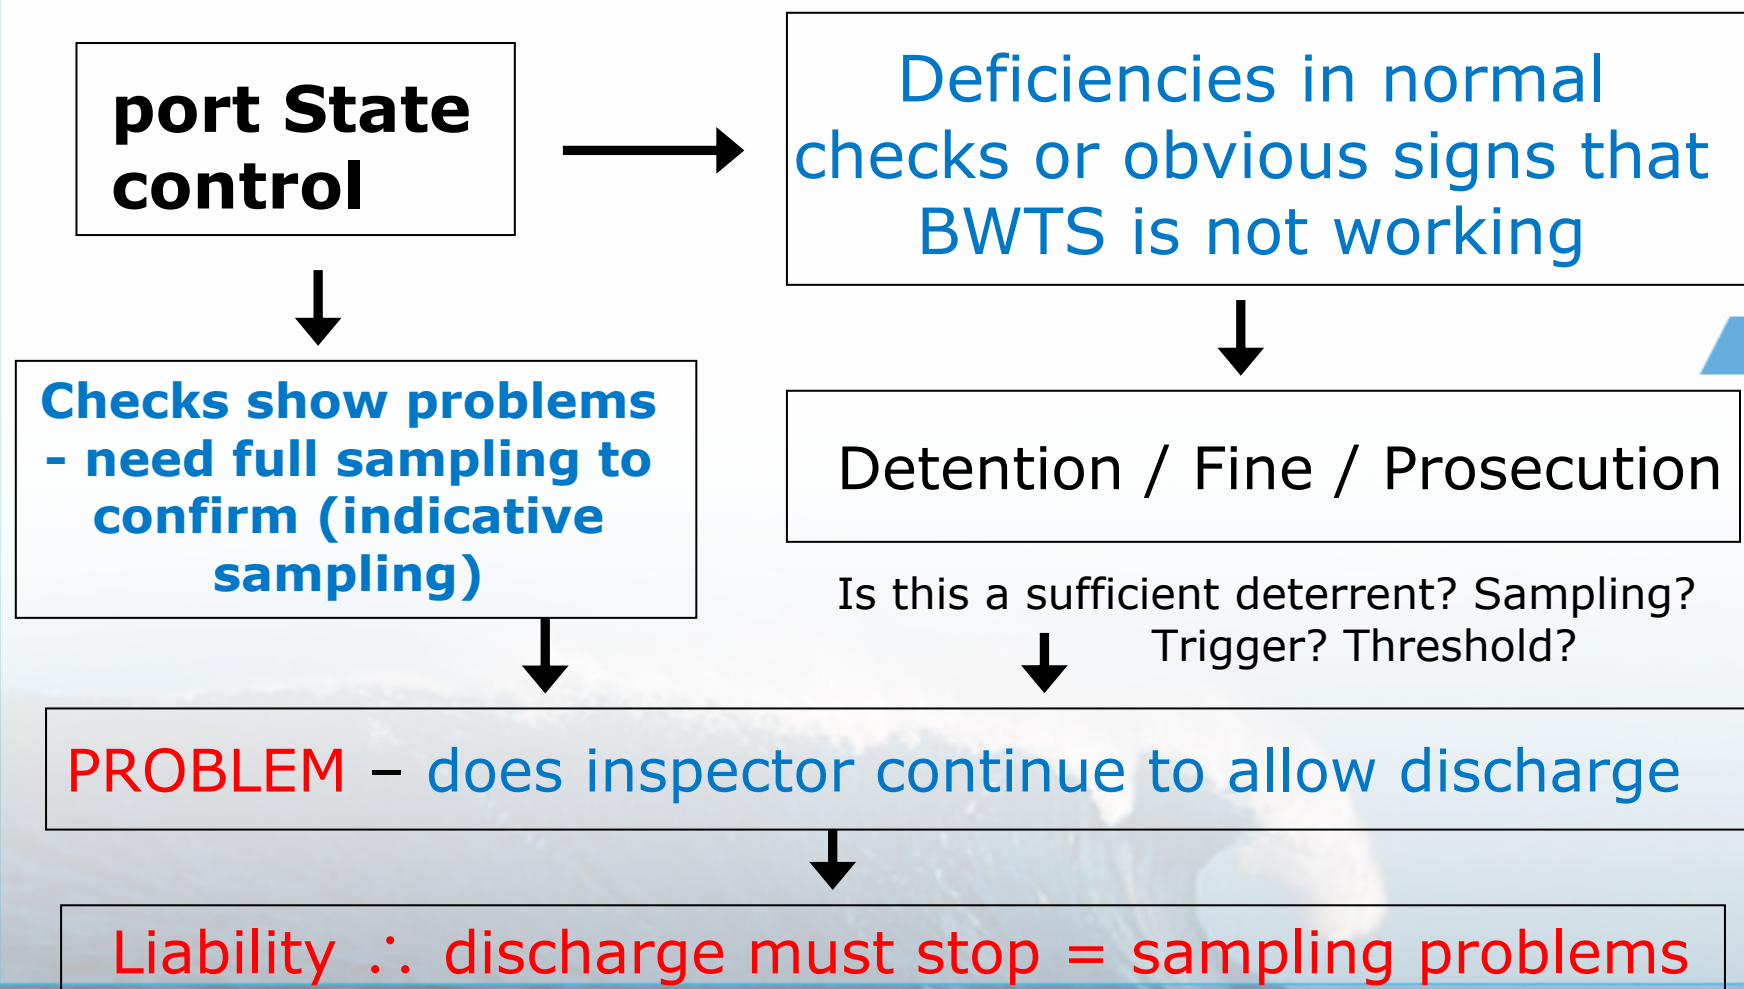 port State
control
Deficiencies in normal
checks or obvious signs that
BWTS is not working
Checks show problems
- need full sampling to
confirm (indicative
sampling)
Detention / Fine / Prosecution
Is this a sufficient deterrent? Sampling?
Trigger? Threshold?
PROBLEM – does inspector continue to allow discharge
Liability ∴ discharge must stop = sampling problems